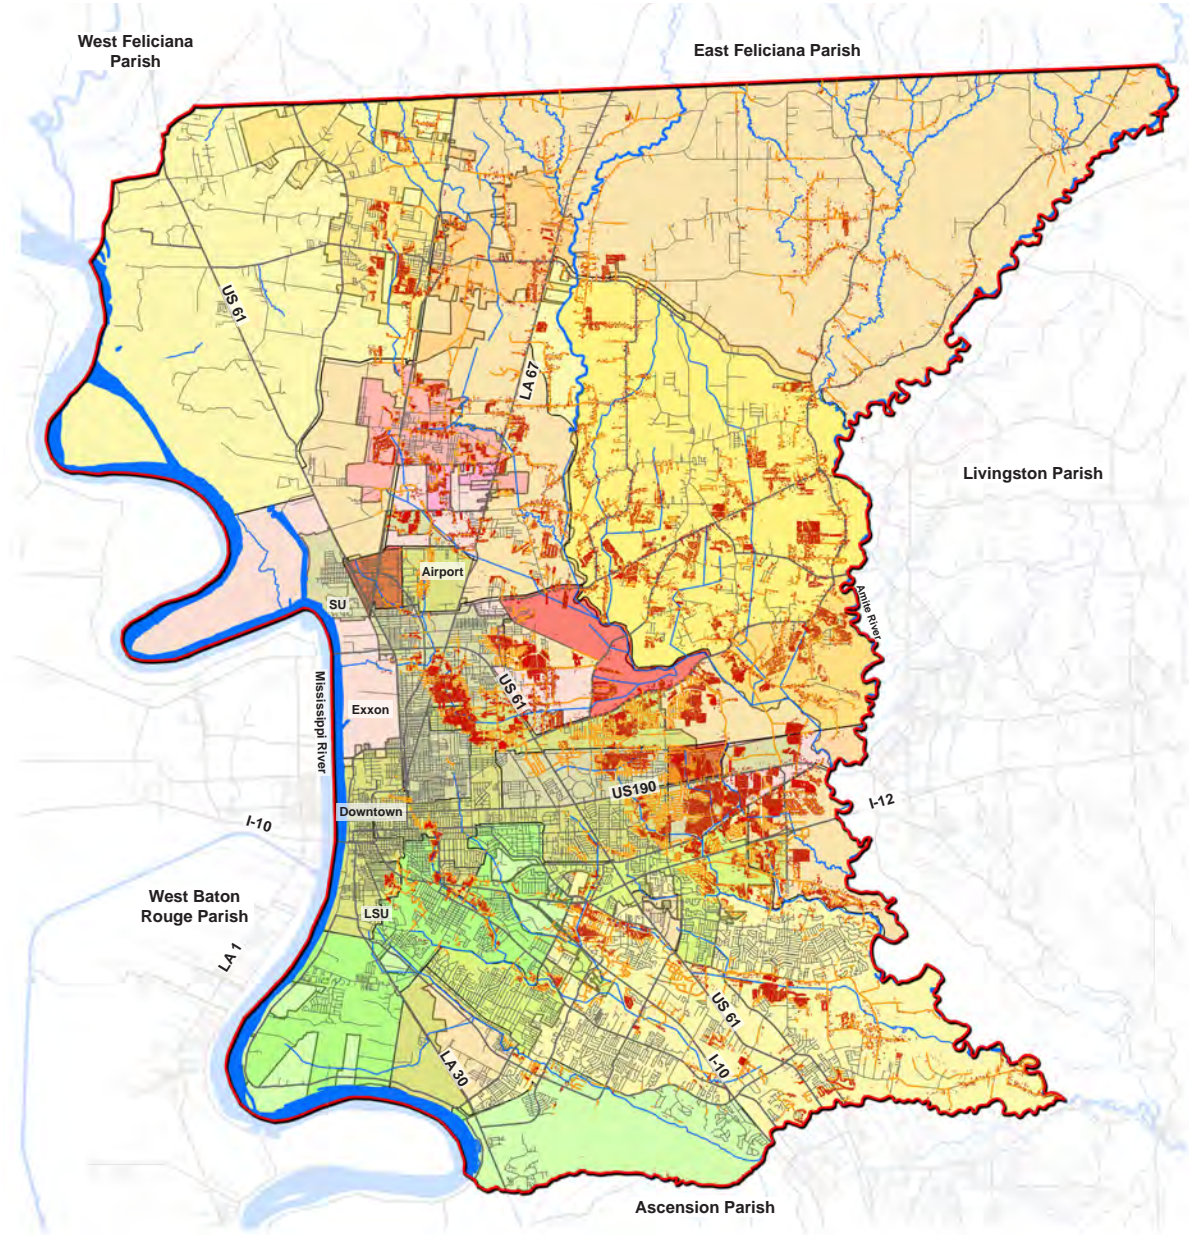 West Feliciana
Parish
East Feliciana Parish
US 61
LA 67
Livingston Parish
Airport
SU
Amite River
US 61
Mississippi River
Exxon
US190
I-12
Downtown
I-10
West Baton
Rouge Parish
LSU
LA 1
US 61
I-10
LA 30
Ascension Parish